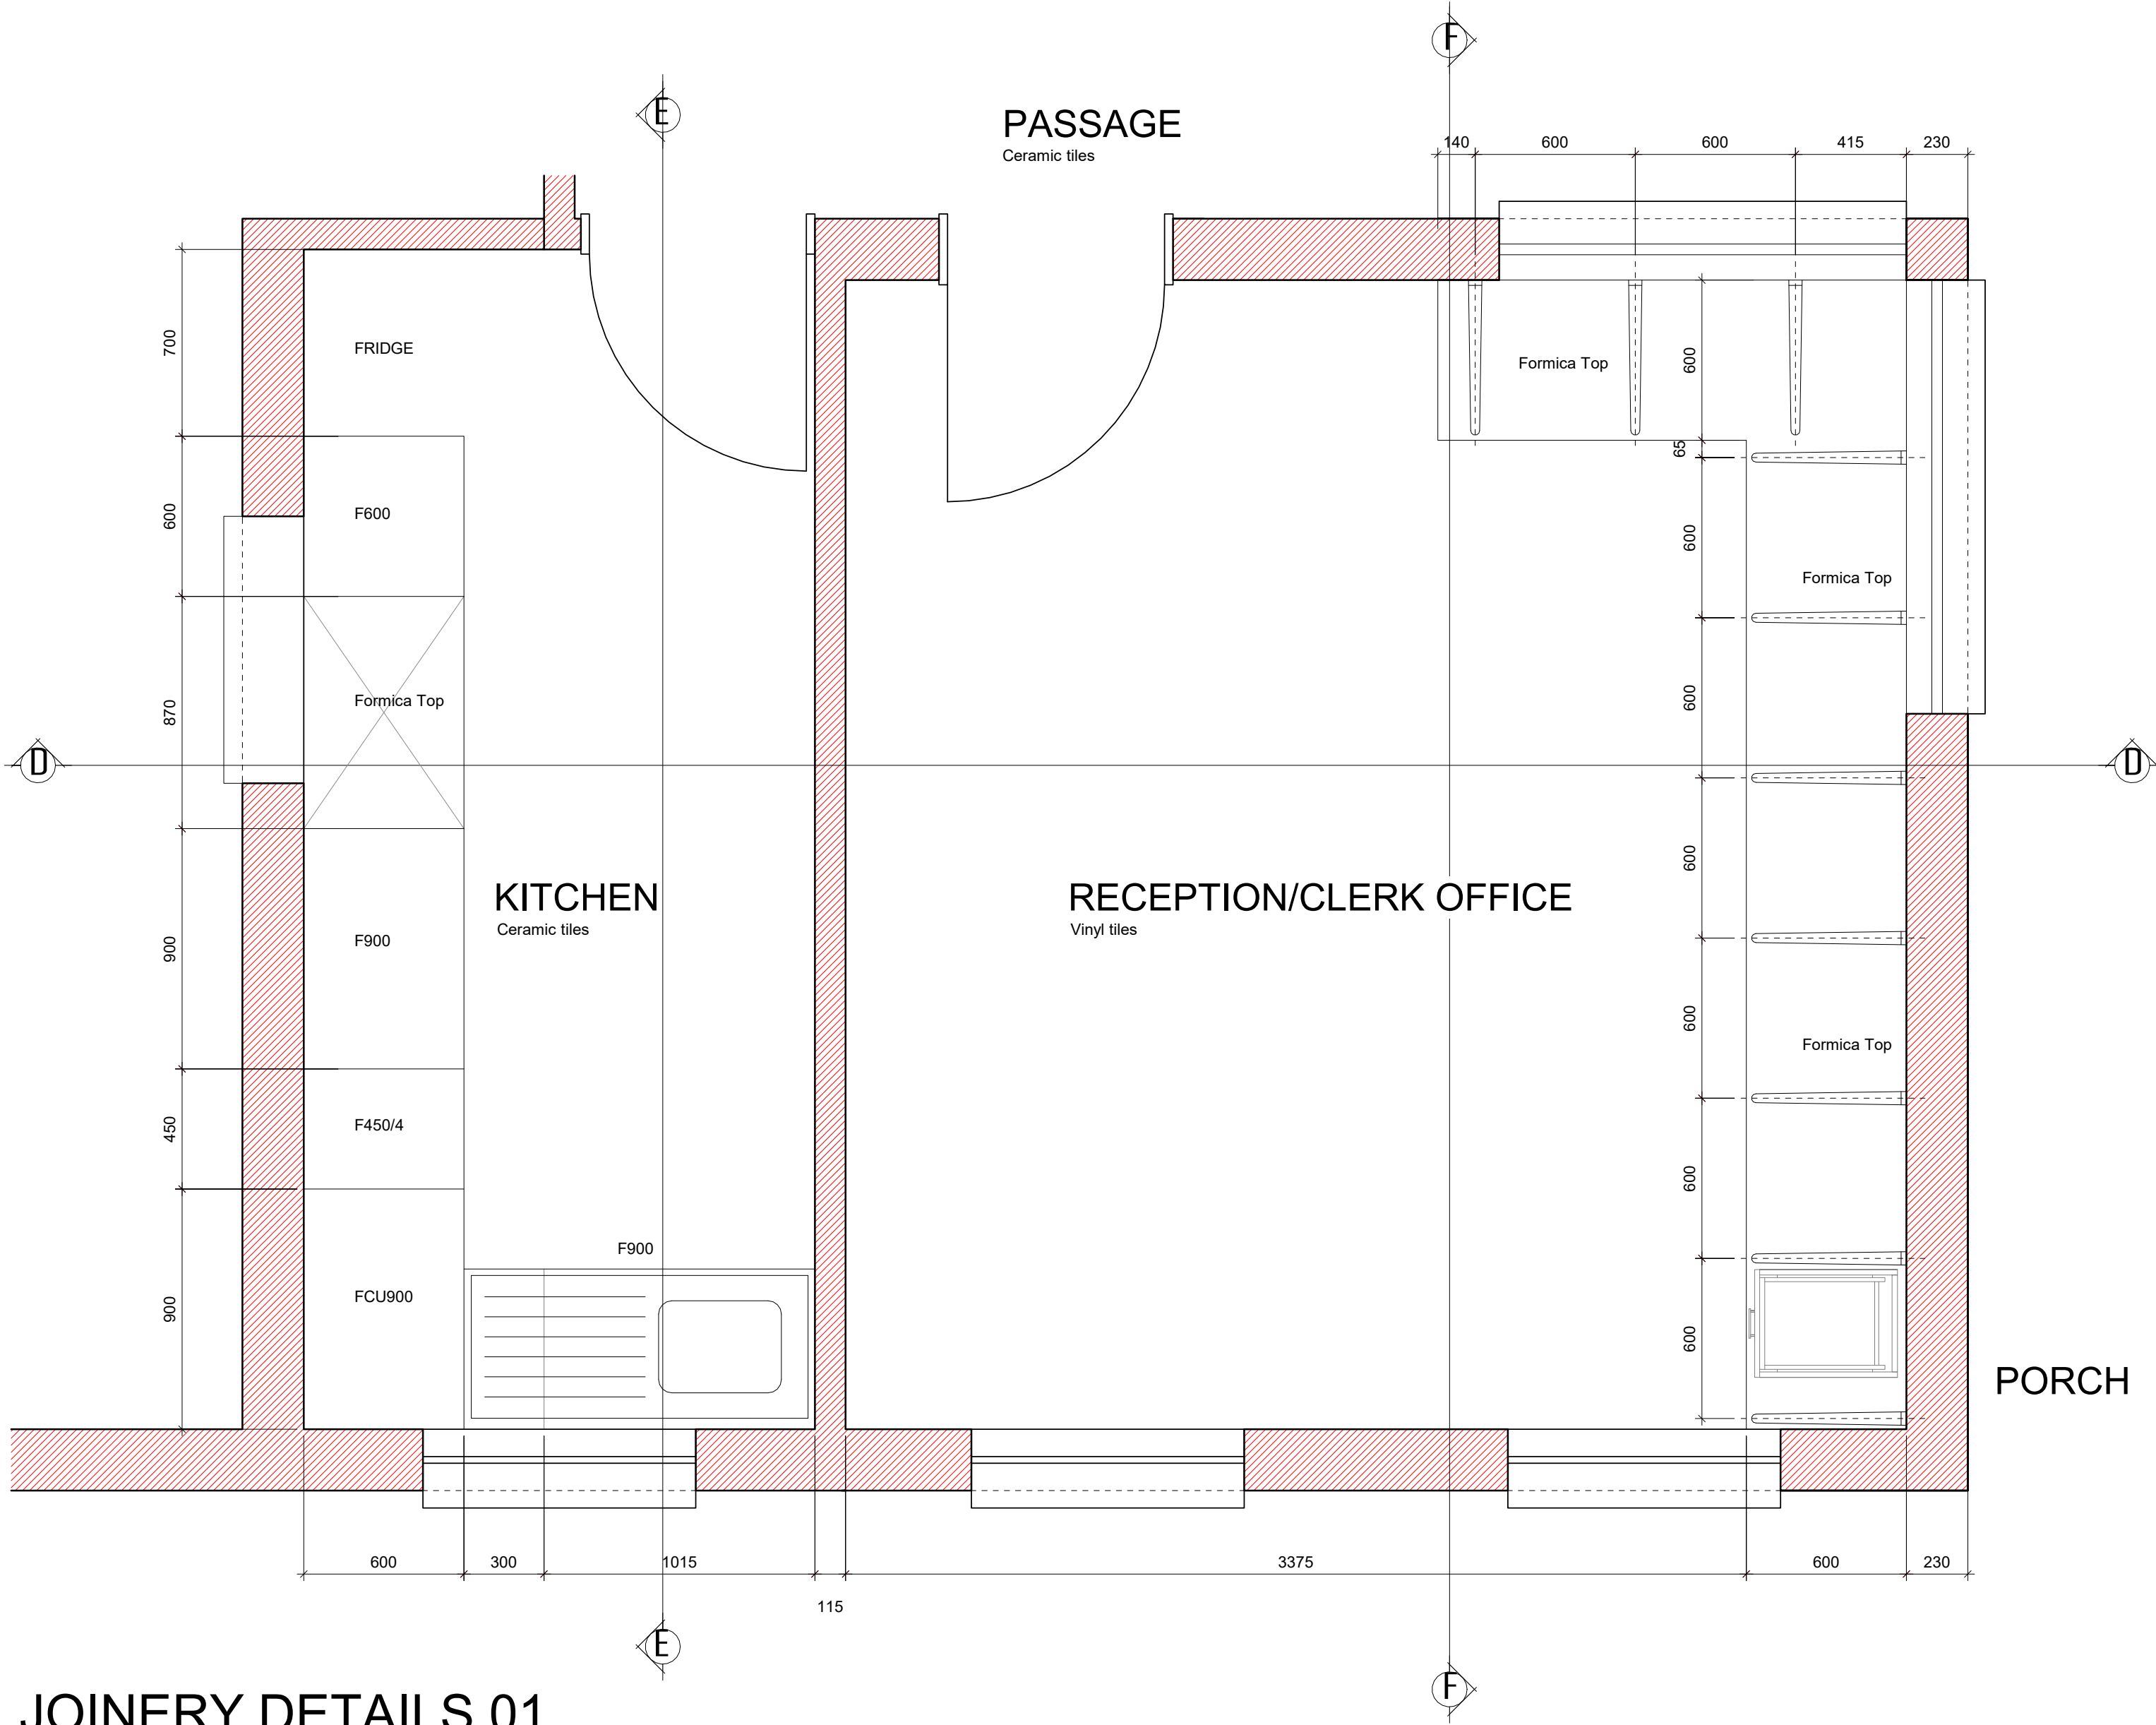 F
E
PASSAGE
Ceramic tiles
140
600
600
415
230
700
FRIDGE
Formica Top
600
65
600
F600
600
Formica Top
600
870
Formica Top
D
D
600
KITCHEN
Ceramic tiles
RECEPTION/CLERK OFFICE
Vinyl tiles
900
F900
600
Formica Top
450
F450/4
600
F900
900
FCU900
600
PORCH
600
300
1015
3375
600
230
115
E
F
JOINERY DETAILS 01